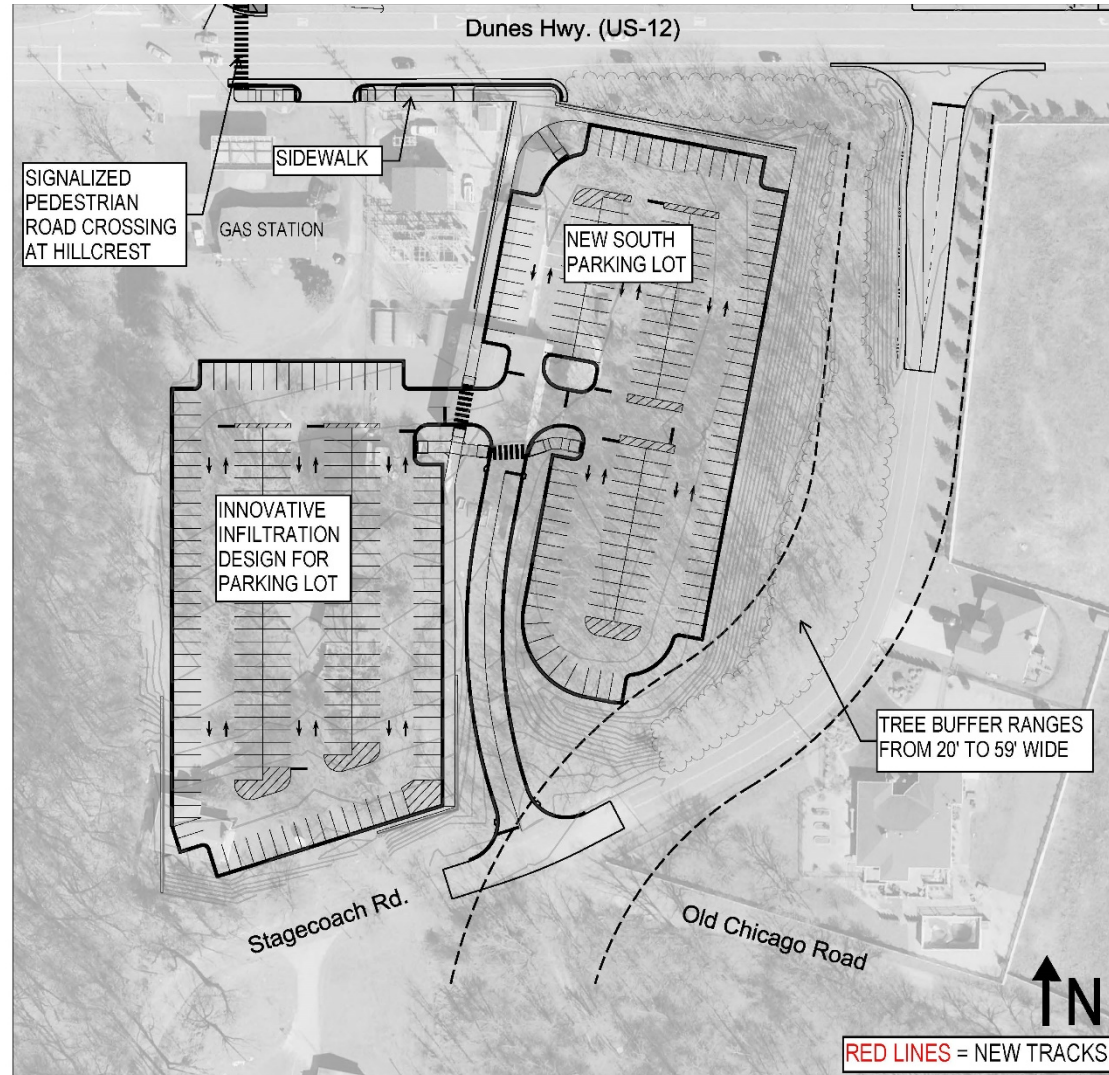 Dunes Hwy. (US-12)
SIDEWALK
SIGNALIZED
PEDESTRIAN
ROAD CROSSING
AT HILLCREST
GAS STATION
NEW SOUTH
PARKING LOT
INNOVATIVE
INFILTRATION
DESIGN FOR
PARKING LOT
TREE BUFFER RANGES
FROM 20' TO 59' WIDE
Stagecoach Rd.
Old Chicago Road
N
RED LINES = NEW TRACKS